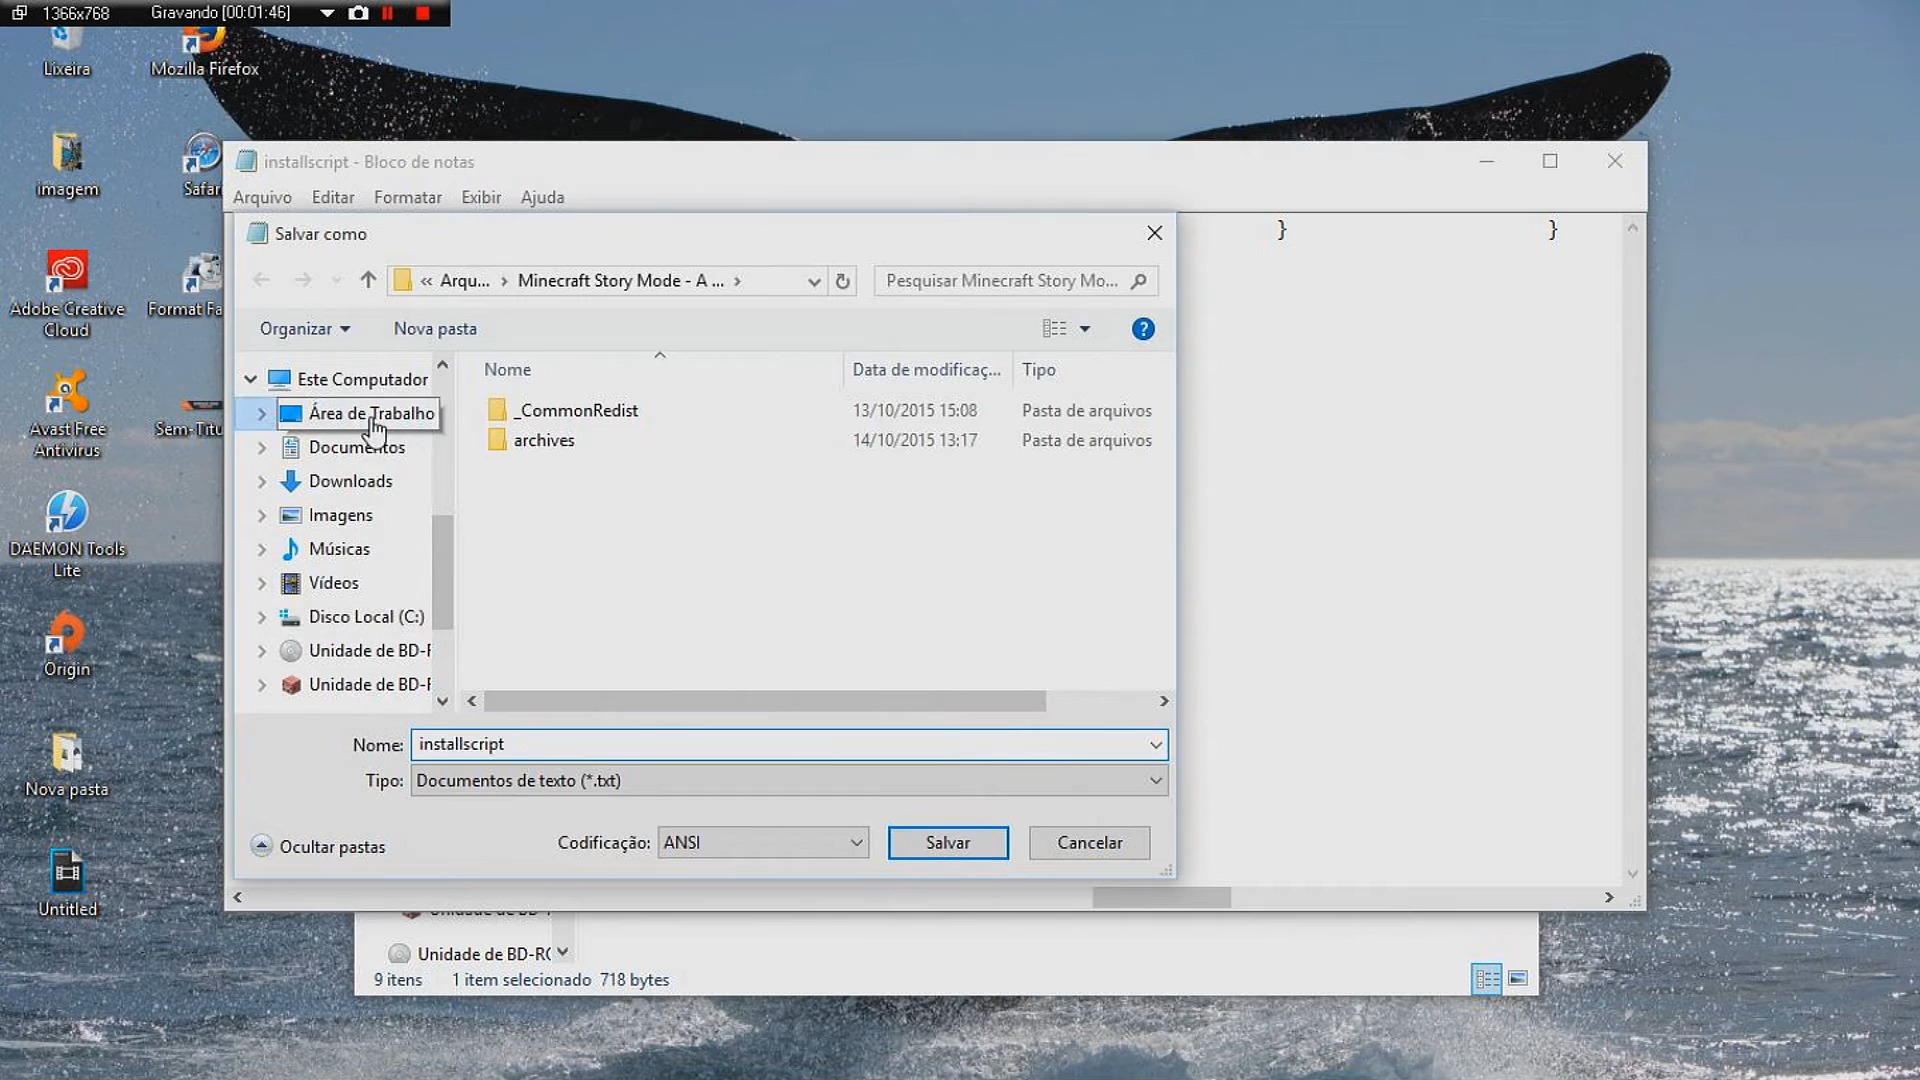 1366x768
Gravando [00:01:46]
Lixeira
Mozilla Firefox
imagem
Safari
Adobe Creative
Cloud
Format Fa
Avast Free
Antivirus
Sem-Títu
DAEMON Tools
Lite
Origin
Nova pasta
Untitled
installscript - Bloco de notas
Arquivo Editar Formatar Exibir Ajuda
} }
Salvar como
« Arqu... › Minecraft Story Mode - A ... ›
Pesquisar Minecraft Story Mo...
Organizar Nova pasta
?
Este Computador
Área de Trabalho
Documentos
Downloads
Imagens
Músicas
Vídeos
Disco Local (C:)
Unidade de BD-R
Unidade de BD-R
Nome Data de modificaç... Tipo
_CommonRedist 13/10/2015 15:08 Pasta de arquivos
archives 14/10/2015 13:17 Pasta de arquivos
Nome: installscript
Tipo: Documentos de texto (*.txt)
Ocultar pastas
Codificação: ANSI
Salvar
Cancelar
Unidade de BD-RO
9 itens 1 item selecionado 718 bytes